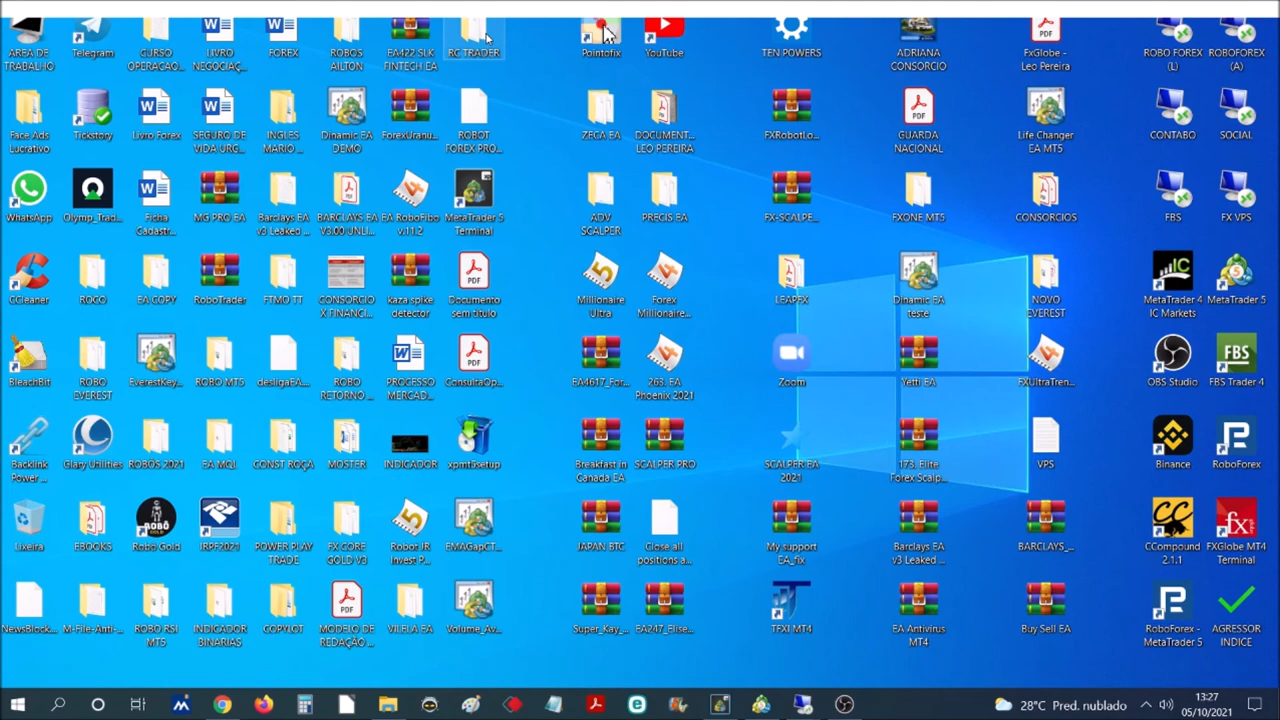 AREA DE
TRABALHO
Telegram
CURSO
OPERACAO...
LIVRO
NEGOCIAÇ...
FOREX
ROBOS
AILTON
EA422 SLK
FINTECH EA
RC TRADER
Pointofix
YouTube
TEN POWERS
ADRIANA
CONSORCIO
FxGlobe -
Leo Pereira
ROBO FOREX
(L)
ROBOFOREX
(A)
Face Ads
Lucrativo
Tickstory
Livro Forex
SEGURO DE
VIDA URG...
INGLES
MARIO ...
Dinamic EA
DEMO
ForexUranu...
ROBOT
FOREX PRO...
ZECA EA
DOCUMENT...
LEO PEREIRA
FXRobotLo...
GUARDA
NACIONAL
Life Changer
EA MT5
CONTABO
SOCIAL
WhatsApp
Olymp_Trad...
Ficha
Cadastr...
MG PRO EA
Barclays EA
v3 Leaked ...
BARCLAYS EA
V3.00 UNLI...
EA RoboFibo
v.11.2
MetaTrader 5
Terminal
ADV
SCALPER
PRECIS EA
FX-SCALPE...
FXONE MT5
CONSORCIOS
FBS
FX VPS
CCleaner
ROGO
EA COPY
RoboTrader
FTMO TT
CONSORCIO
X FINANCI...
kaza spike
detector
Documento
sem titulo
Millionaire
Ultra
Forex
Millionaire...
LEAPFX
Dinamic EA
teste
NOVO
EVEREST
MetaTrader 4
IC Markets
MetaTrader 5
BleachBit
ROBO
EVEREST
EverestKey...
ROBO MT5
desligaEA...
ROBO
RETORNO ...
PROCESSO
MERCAD...
ConsultaOp...
EA4617_For...
263. EA
Phoenix 2021
Zoom
Yetti EA
FXUltraTren...
OBS Studio
FBS Trader 4
Backlink
Power ...
Glary Utilities
ROBOS 2021
EA MQL
CONST ROÇA
MOSTER
INDICADOR
xpmt5setup
Breakfast in
Canada EA
SCALPER PRO
SCALPER EA
2021
173. Elite
Forex Scalp...
VPS
Binance
RoboForex
Lixeira
EBOOKS
Robo Gold
IRPF2021
POWER PLAY
TRADE
FX CORE
GOLD V3
Robot JR
Invest P...
EMAGapCT...
JAPAN BTC
Close all
positions a...
My support
EA_fix
Barclays EA
v3 Leaked ...
BARCLAYS_...
CCompound
2.1.1
FXGlobe MT4
Terminal
NewsBlock...
M-File-Anti-...
ROBO RSI
MT5
INDICADOR
BINARIAS
COPYLOT
MODELO DE
REDAÇÃO ...
VILELA EA
Volume_Av...
Super_Kay_...
EA247_Elise...
TFXI MT4
EA Antivirus
MT4
Buy Sell EA
RoboForex -
MetaTrader 5
AGRESSOR
INDICE
28°C Pred. nublado
13:27
05/10/2021